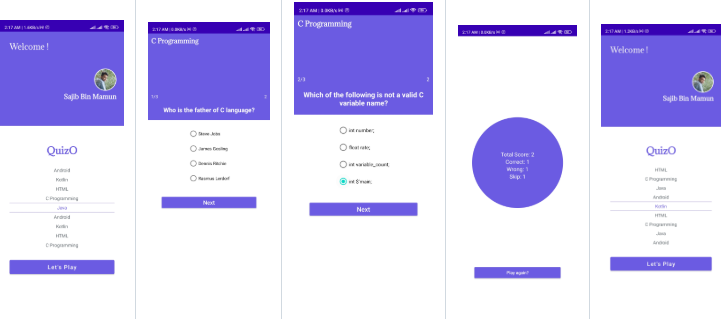 2:17 AM | 1.6KB/s
Welcome !
Sajib Bin Mamun
QuizO
Android
Kotlin
HTML
C Programming
Java
Android
Kotlin
HTML
C Programming
Let's Play
2:17 AM | 0.8KB/s
C Programming
1/3
2
Who is the father of C language?
Steve Jobs
James Gosling
Dennis Ritchie
Rasmus Lerdorf
Next
2:17 AM | 0.0KB/s
C Programming
2/3
2
Which of the following is not a valid C
variable name?
int number;
float rate;
int variable_count;
int $main;
Next
2:17 AM | 0.0KB/s
Total Score: 2
Correct: 1
Wrong: 1
Skip: 1
Play again?
2:17 AM | 1.2KB/s
Welcome !
Sajib Bin Mamun
QuizO
HTML
C Programming
Java
Android
Kotlin
HTML
C Programming
Java
Android
Let's Play